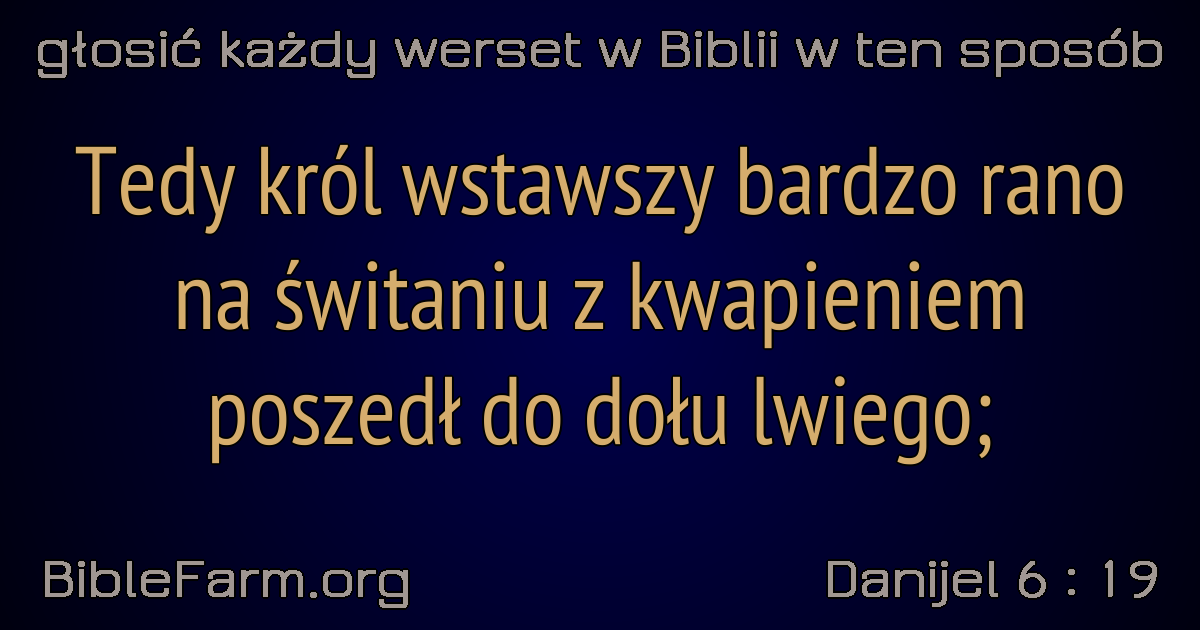 głosić każdy werset w Biblii w ten sposób
Tedy król wstawszy bardzo rano
na świtaniu z kwapieniem
poszedł do dołu lwiego;
BibleFarm.org
Danijel 6 : 19